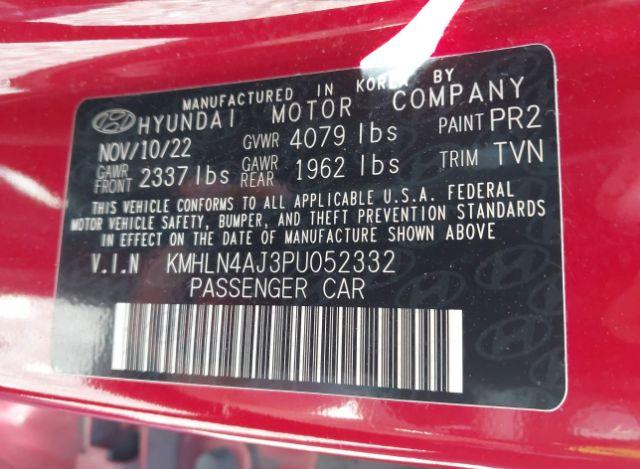 MANUFACTURED IN KOREA BY
HYUNDAI MOTOR COMPANY
NOV/10/22 GVWR 4079 lbs PAINT PR2
GAWR FRONT 2337 lbs GAWR REAR 1962 lbs TRIM TVN
THIS VEHICLE CONFORMS TO ALL APPLICABLE U.S.A. FEDERAL
MOTOR VEHICLE SAFETY, BUMPER, AND THEFT PREVENTION STANDARDS
IN EFFECT ON THE DATE OF MANUFACTURE SHOWN ABOVE.
V.I.N KMHLN4AJ3PU052332
PASSENGER CAR